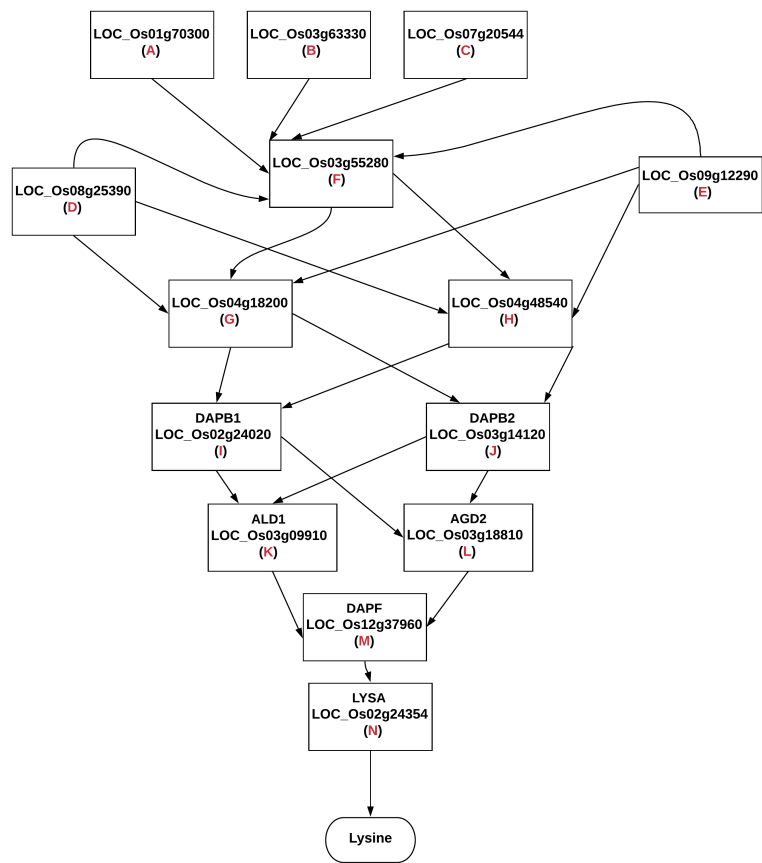 LOC_Os01g70300
(A)
LOC_Os03g63330
(B)
LOC_Os07g20544
(C)
LOC_Os03g55280
(F)
LOC_Os08g25390
(D)
LOC_Os09g12290
(E)
LOC_Os04g18200
(G)
LOC_Os04g48540
(H)
DAPB1
LOC_Os02g24020
(I)
DAPB2
LOC_Os03g14120
(J)
ALD1
LOC_Os03g09910
(K)
AGD2
LOC_Os03g18810
(L)
DAPF
LOC_Os12g37960
(M)
LYSA
LOC_Os02g24354
(N)
Lysine